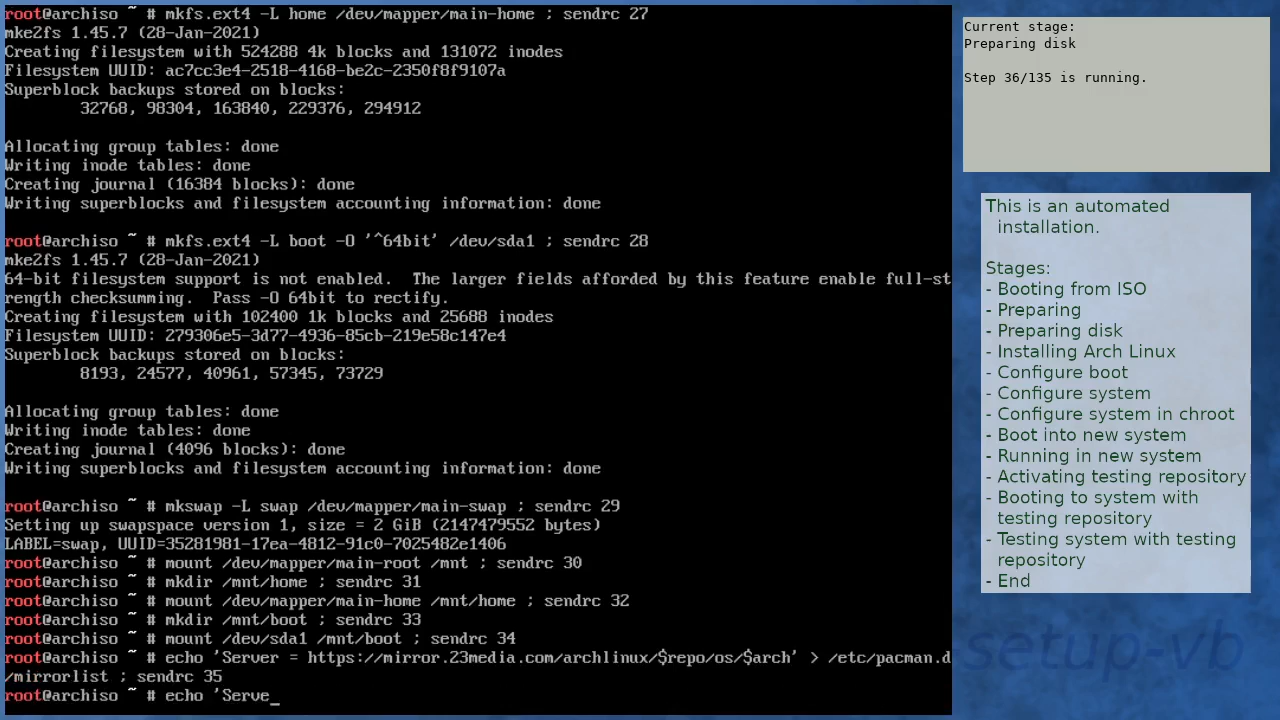 root@archiso ~ # mkfs.ext4 -L home /dev/mapper/main-home ; sendrc 27
mke2fs 1.45.7 (28-Jan-2021)
Creating filesystem with 524288 4k blocks and 131072 inodes
Filesystem UUID: ac7cc3e4-2518-4168-be2c-2350f8f9107a
Superblock backups stored on blocks:
        32768, 98304, 163840, 229376, 294912
Allocating group tables: done
Writing inode tables: done
Creating journal (16384 blocks): done
Writing superblocks and filesystem accounting information: done
root@archiso ~ # mkfs.ext4 -L boot -O '^64bit' /dev/sda1 ; sendrc 28
mke2fs 1.45.7 (28-Jan-2021)
64-bit filesystem support is not enabled.  The larger fields afforded by this feature enable full-st
rength checksumming.  Pass -O 64bit to rectify.
Creating filesystem with 102400 1k blocks and 25688 inodes
Filesystem UUID: 279306e5-3d77-4936-85cb-219e58c147e4
Superblock backups stored on blocks:
        8193, 24577, 40961, 57345, 73729
Allocating group tables: done
Writing inode tables: done
Creating journal (4096 blocks): done
Writing superblocks and filesystem accounting information: done
root@archiso ~ # mkswap -L swap /dev/mapper/main-swap ; sendrc 29
Setting up swapspace version 1, size = 2 GiB (2147479552 bytes)
LABEL=swap, UUID=35281981-17ea-4812-91c0-7025482e1406
root@archiso ~ # mount /dev/mapper/main-root /mnt ; sendrc 30
root@archiso ~ # mkdir /mnt/home ; sendrc 31
root@archiso ~ # mount /dev/mapper/main-home /mnt/home ; sendrc 32
root@archiso ~ # mkdir /mnt/boot ; sendrc 33
root@archiso ~ # mount /dev/sda1 /mnt/boot ; sendrc 34
root@archiso ~ # echo 'Server = https://mirror.23media.com/archlinux/$repo/os/$arch' > /etc/pacman.d
/mirrorlist ; sendrc 35
root@archiso ~ # echo 'Serve_
Current stage:
Preparing disk
Step 36/135 is running.
This is an automated
installation.
Stages:
- Booting from ISO
- Preparing
- Preparing disk
- Installing Arch Linux
- Configure boot
- Configure system
- Configure system in chroot
- Boot into new system
- Running in new system
- Activating testing repository
- Booting to system with
testing repository
- Testing system with testing
repository
- End
setup-vb